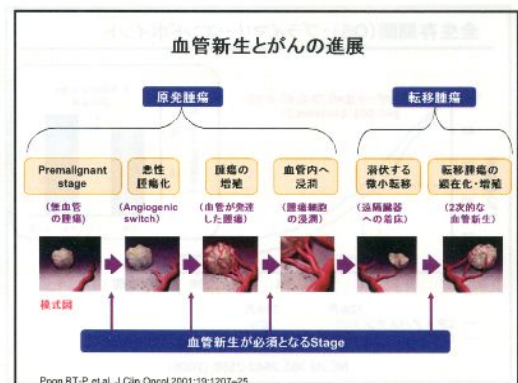 血管新生とがんの進展
原発腫瘍
転移腫瘍
Premalignant
stage
悪性
腫瘍化
腫瘍の
増殖
血管内へ
浸潤
潜伏する
微小転移
転移腫瘍の
顕在化・増殖
(無血管
の腫瘍)
(Angiogenic
switch)
(血管が発達
した腫瘍)
(腫瘍細胞
の浸潤)
(遠隔臓器
への着床)
(2次的な
血管新生)
模式図
血管新生が必須となるStage
Poon RT-P, et al. J Clin Oncol 2001;19:1207–25